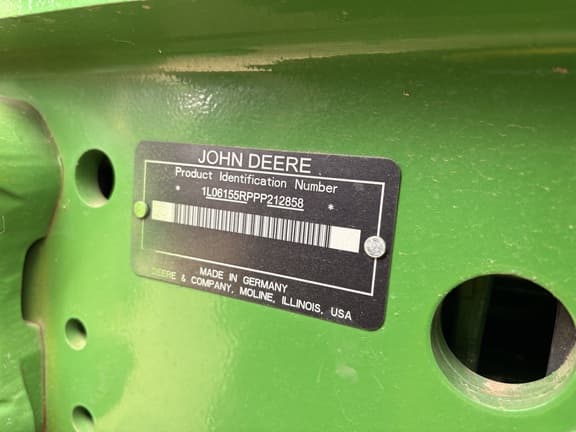 JOHN DEERE
Product Identification Number
* 1L06155RPPP212858 *
MADE IN GERMANY
DEERE & COMPANY, MOLINE, ILLINOIS, USA